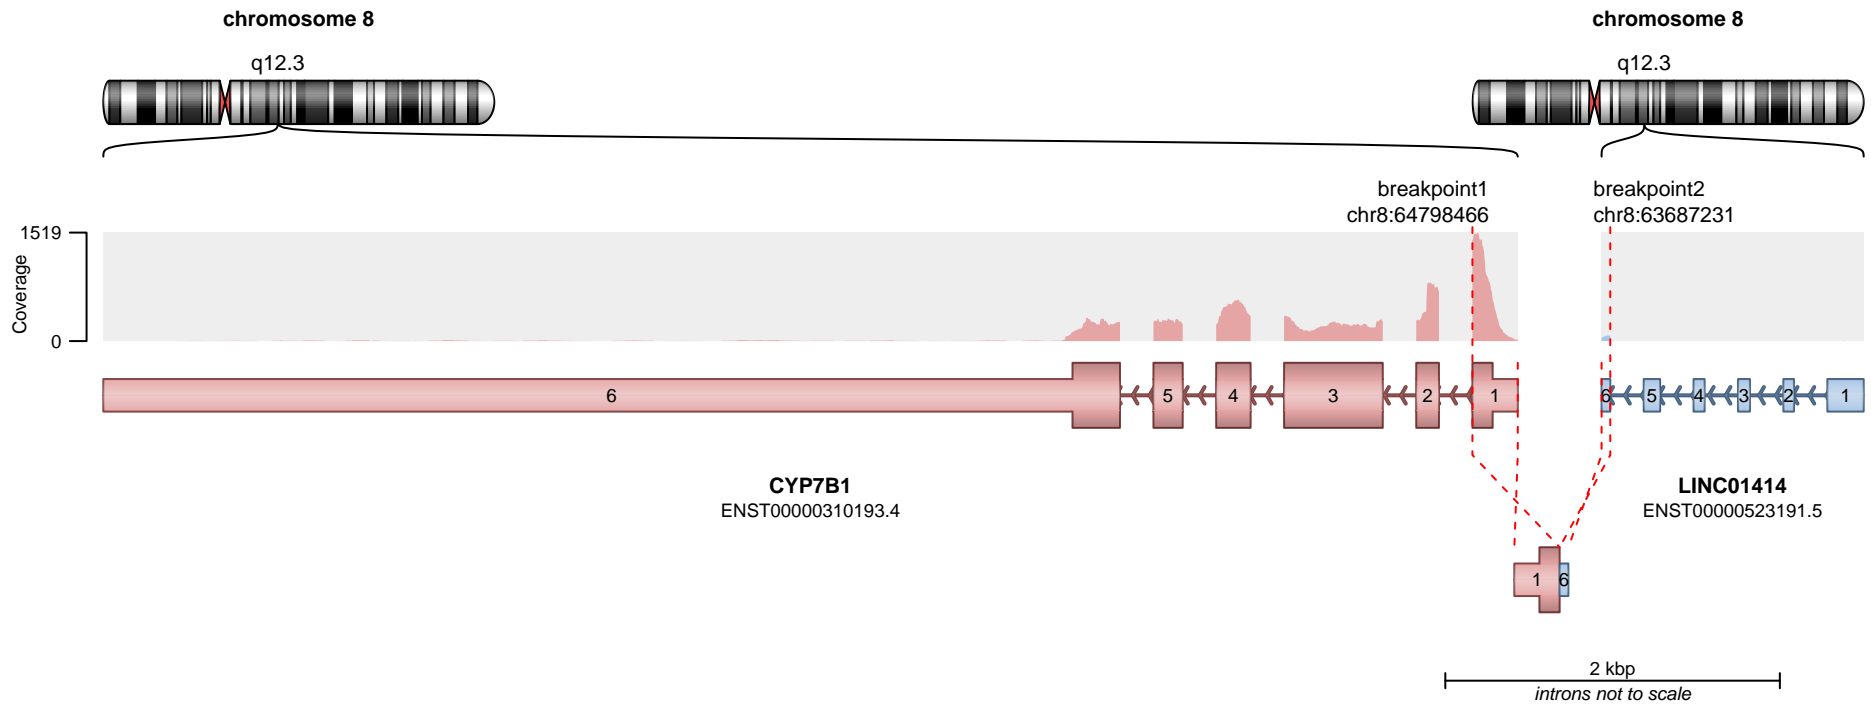 chromosome 8
chromosome 8
q12.3
q12.3
breakpoint1
chr8:64798466
breakpoint2
chr8:63687231
1519
Coverage
0
6
5
4
3
2
1
6
5
4
3
2
1
CYP7B1
ENST00000310193.4
LINC01414
ENST00000523191.5
1
6
2 kbp
introns not to scale